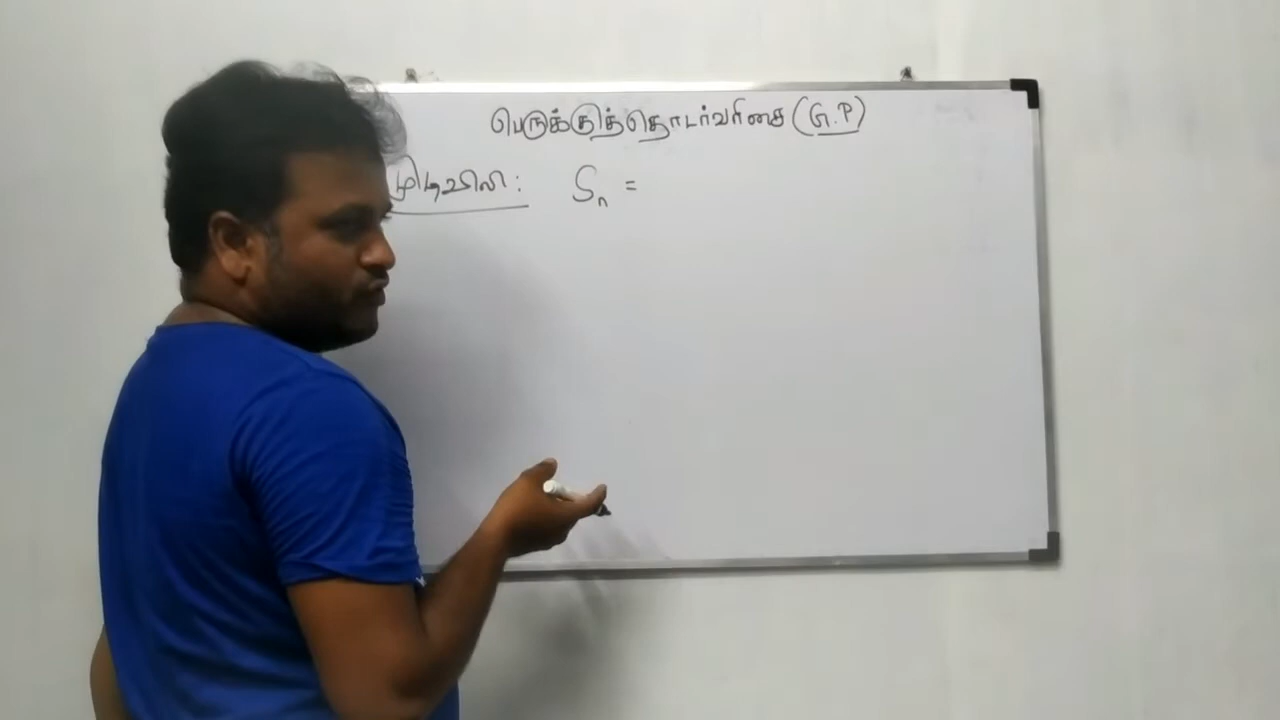 பெருக்குத்தொடர்வரிசை (G.P)
முடிவிலி : Sn =